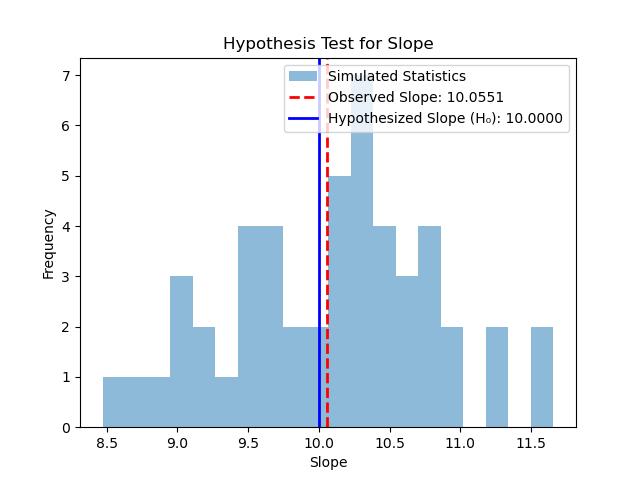 Hypothesis Test for Slope
Simulated Statistics
Observed Slope: 10.0551
Hypothesized Slope (H₀): 10.0000
Frequency
7
6
5
4
3
2
1
0
8.5 9.0 9.5 10.0 10.5 11.0 11.5
Slope